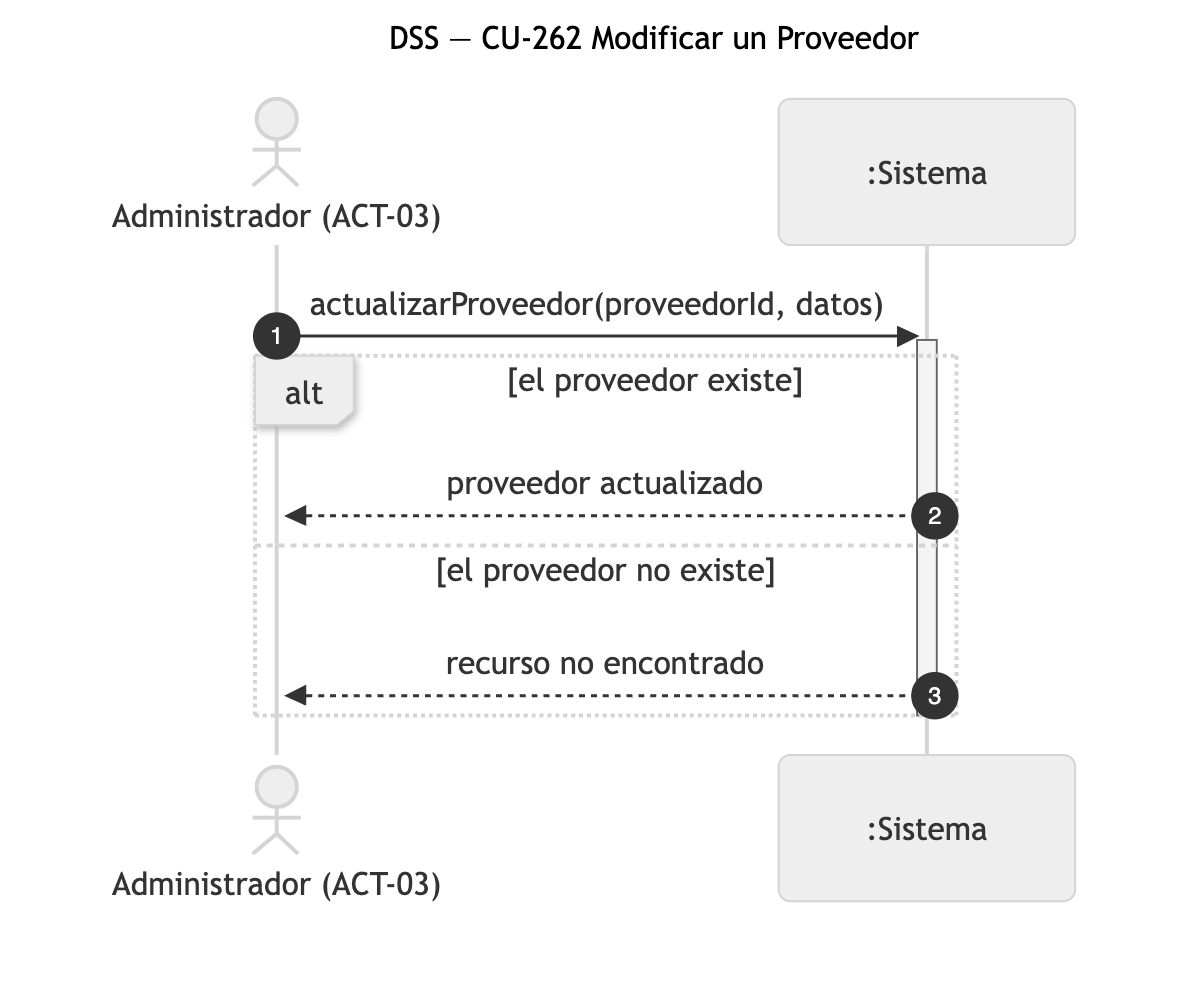 DSS — CU-262 Modificar un Proveedor
Administrador (ACT-03)
:Sistema
actualizarProveedor(proveedorId, datos)
1
alt
[el proveedor existe]
proveedor actualizado
2
[el proveedor no existe]
recurso no encontrado
3
Administrador (ACT-03)
:Sistema